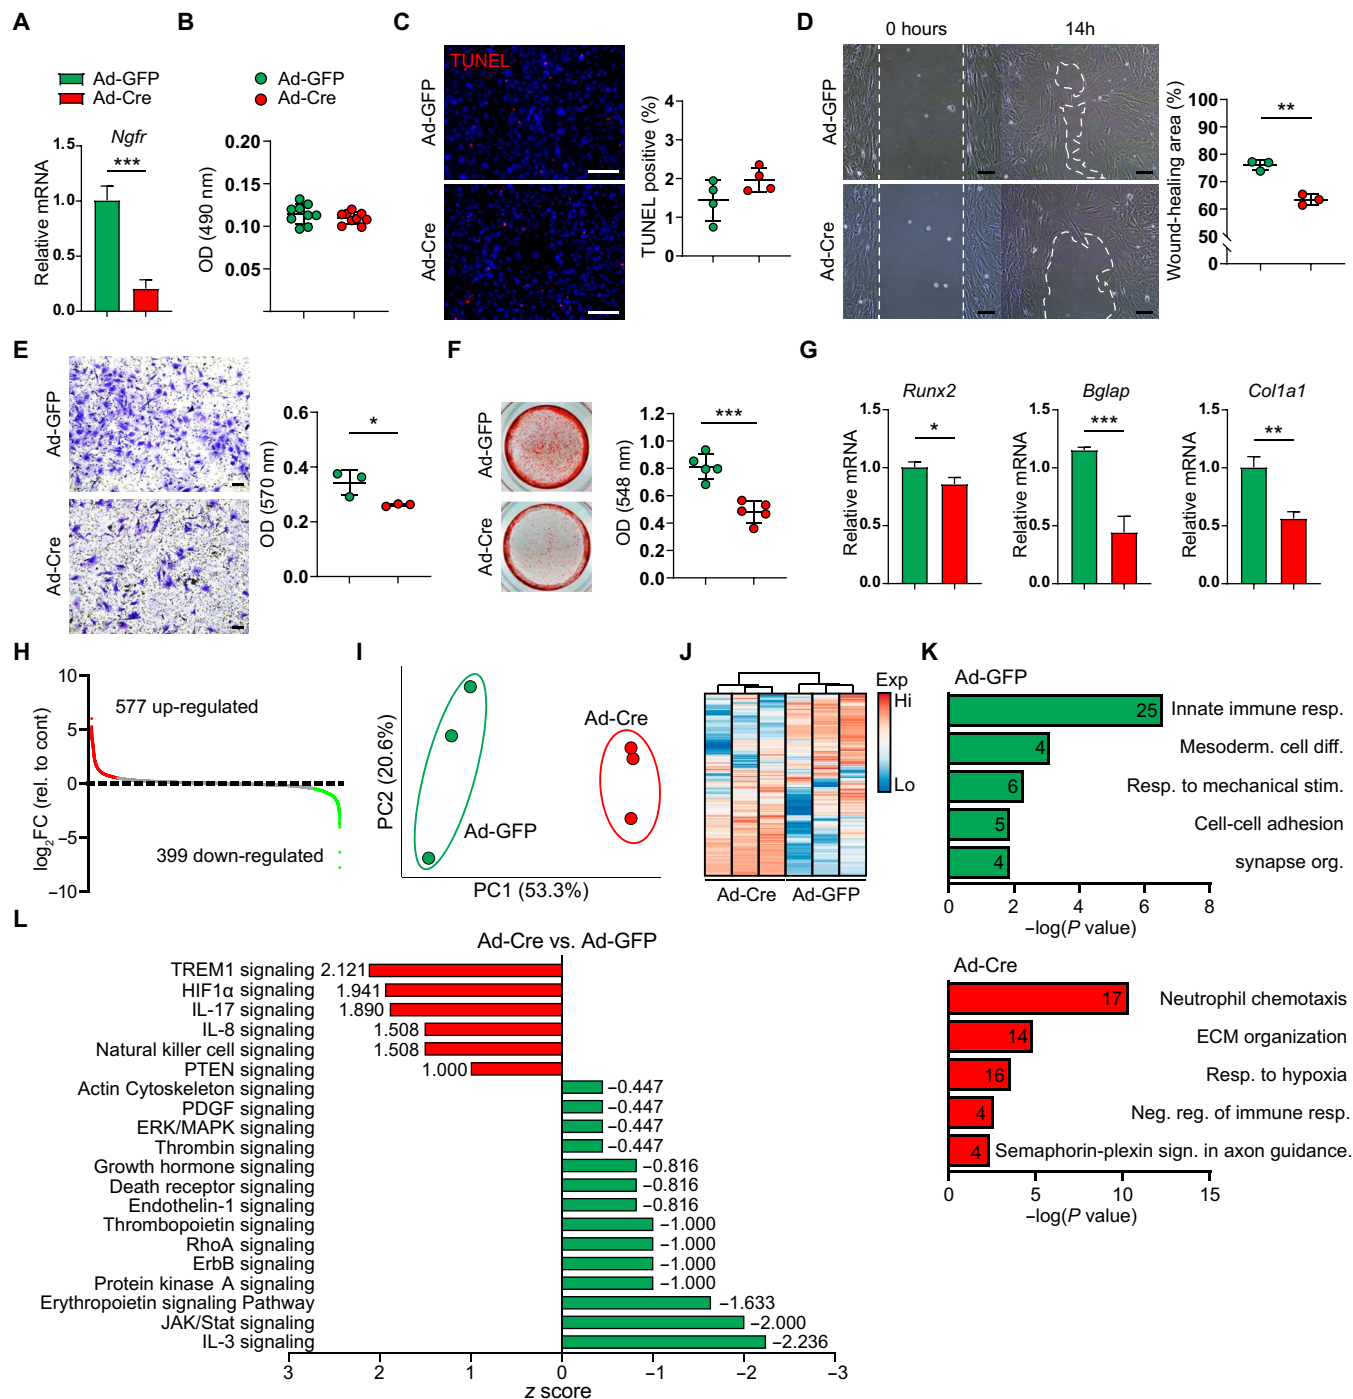 A
Ad-GFP
Ad-Cre
Ngfr
***
Relative mRNA
1.5
1.0
0.5
0.0
B
Ad-GFP
Ad-Cre
OD (490 nm)
0.20
0.15
0.10
0.05
C
TUNEL
Ad-GFP
Ad-Cre
TUNEL positive (%)
4
3
2
1
0
D
0 hours
14h
Ad-GFP
Ad-Cre
Wound-healing area (%)
100
90
80
70
60
50
0
**
E
Ad-GFP
Ad-Cre
OD (570 nm)
0.6
0.4
0.2
0.0
*
F
Ad-GFP
Ad-Cre
OD (548 nm)
1.2
1.0
0.8
0.6
0.4
0.2
0.0
***
G
Runx2
Relative mRNA
1.5
1.0
0.5
0.0
*
Bglap
Relative mRNA
1.5
1.0
0.5
0.0
***
Col1a1
Relative mRNA
1.5
1.0
0.5
0.0
**
H
log2FC (rel. to cont)
10
5
0
−5
−10
577 up-regulated
399 down-regulated
I
PC2 (20.6%)
Ad-Cre
Ad-GFP
PC1 (53.3%)
J
Exp
Hi
Lo
Ad-Cre
Ad-GFP
K
Ad-GFP
25 Innate immune resp.
4 Mesoderm. cell diff.
6 Resp. to mechanical stim.
5 Cell-cell adhesion
4 synapse org.
0 2 4 6 8
−log(P value)
Ad-Cre
17 Neutrophil chemotaxis
14 ECM organization
16 Resp. to hypoxia
4 Neg. reg. of immune resp.
4 Semaphorin-plexin sign. in axon guidance.
0 5 10 15
−log(P value)
L
Ad-Cre vs. Ad-GFP
TREM1 signaling 2.121
HIF1α signaling 1.941
IL-17 signaling 1.890
IL-8 signaling 1.508
Natural killer cell signaling 1.508
PTEN signaling 1.000
Actin Cytoskeleton signaling −0.447
PDGF signaling −0.447
ERK/MAPK signaling −0.447
Thrombin signaling −0.447
Growth hormone signaling −0.816
Death receptor signaling −0.816
Endothelin-1 signaling −0.816
Thrombopoietin signaling −1.000
RhoA signaling −1.000
ErbB signaling −1.000
Protein kinase A signaling −1.000
Erythropoietin signaling Pathway −1.633
JAK/Stat signaling −2.000
IL-3 signaling −2.236
3 2 1 0 −1 −2 −3
z score